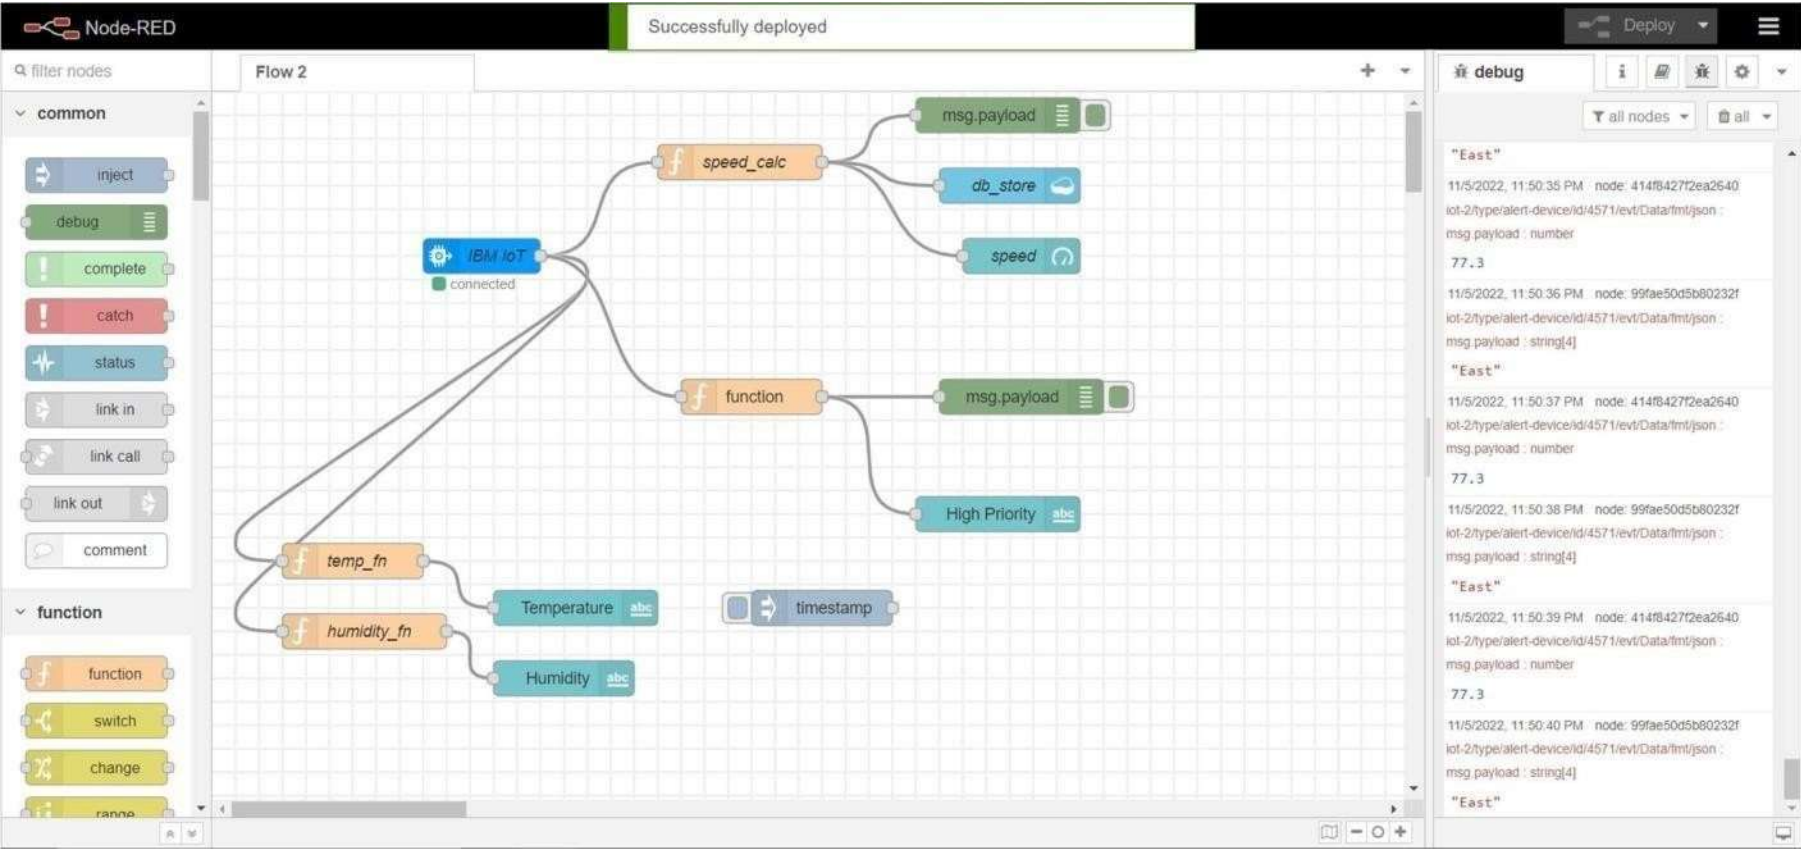 Node-RED
Successfully deployed
Deploy
filter nodes
Flow 2
debug
i
common
all nodes
all
inject
debug
complete
catch
status
link in
link call
link out
comment
function
function
switch
change
range
msg.payload
speed_calc
db_store
IBM IoT
connected
speed
function
msg.payload
High Priority
abc
temp_fn
Temperature
abc
timestamp
humidity_fn
Humidity
abc
"East"
11/5/2022, 11:50:35 PM node: 414f8427f2ea2640
iot-2/type/alert-device/id/4571/evt/Data/fmt/json :
msg.payload : number
77.3
11/5/2022, 11:50:36 PM node: 99fae50d5b80232f
iot-2/type/alert-device/id/4571/evt/Data/fmt/json :
msg.payload : string[4]
"East"
11/5/2022, 11:50:37 PM node: 414f8427f2ea2640
iot-2/type/alert-device/id/4571/evt/Data/fmt/json :
msg.payload : number
77.3
11/5/2022, 11:50:38 PM node: 99fae50d5b80232f
iot-2/type/alert-device/id/4571/evt/Data/fmt/json :
msg.payload : string[4]
"East"
11/5/2022, 11:50:39 PM node: 414f8427f2ea2640
iot-2/type/alert-device/id/4571/evt/Data/fmt/json :
msg.payload : number
77.3
11/5/2022, 11:50:40 PM node: 99fae50d5b80232f
iot-2/type/alert-device/id/4571/evt/Data/fmt/json :
msg.payload : string[4]
"East"